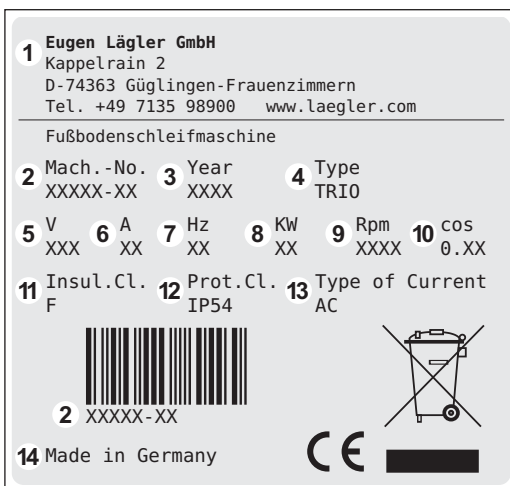 1 Eugen Lägler GmbH
Kappelrain 2
D-74363 Güglingen-Frauenzimmern
Tel. +49 7135 98900 www.laegler.com
Fußbodenschleifmaschine
2 Mach.-No. 3 Year 4 Type
XXXXX-XX XXXX TRIO
5 V 6 A 7 Hz 8 KW 9 Rpm 10 cos
XXX XX XX XX XXXX 0.XX
11 Insul.Cl. 12 Prot.Cl. 13 Type of Current
F IP54 AC
2 XXXXX-XX
14 Made in Germany CE